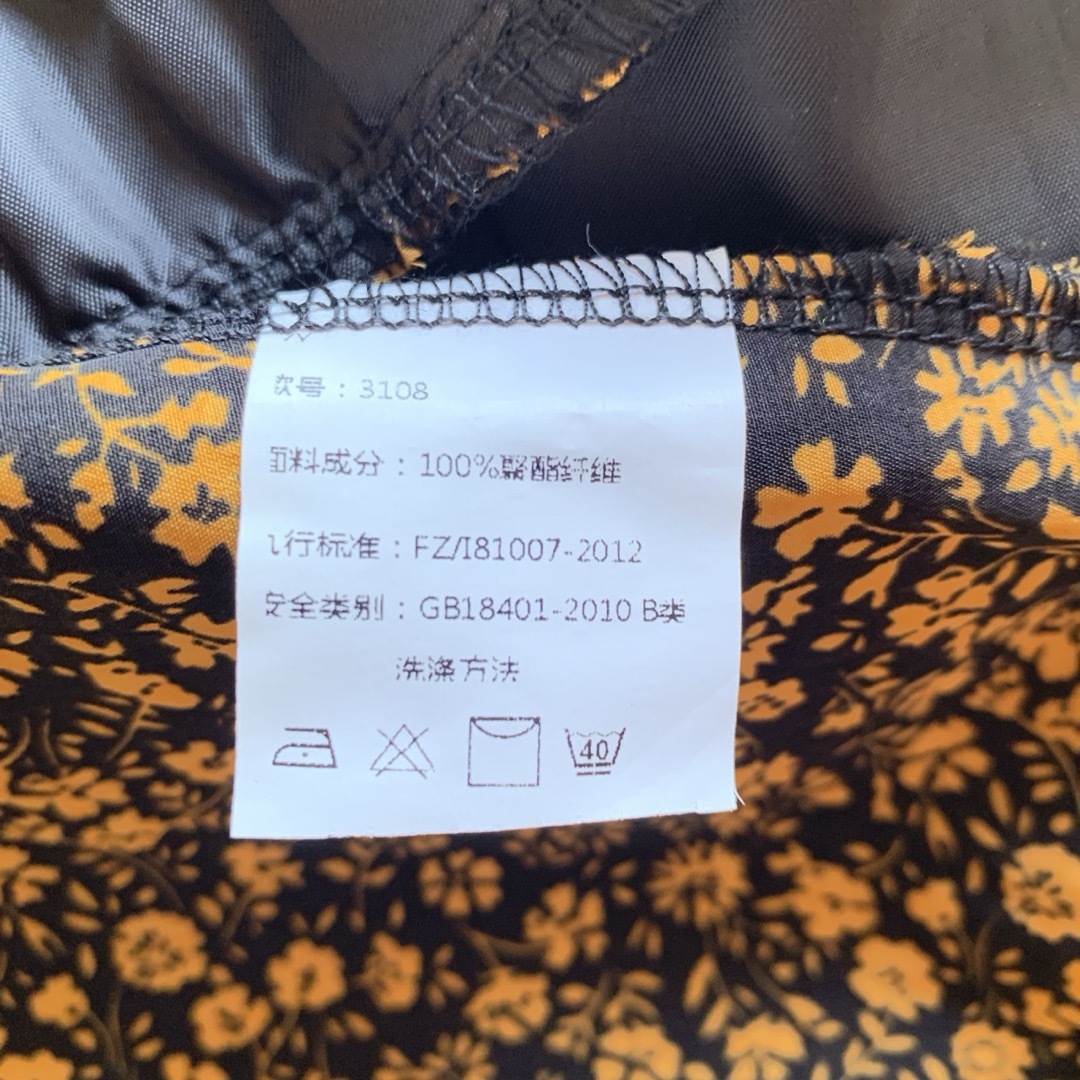 款号：3108
面料成分：100%聚酯纤维
执行标准：FZ/T81007-2012
安全类别：GB18401-2010 B类
洗涤方法
40